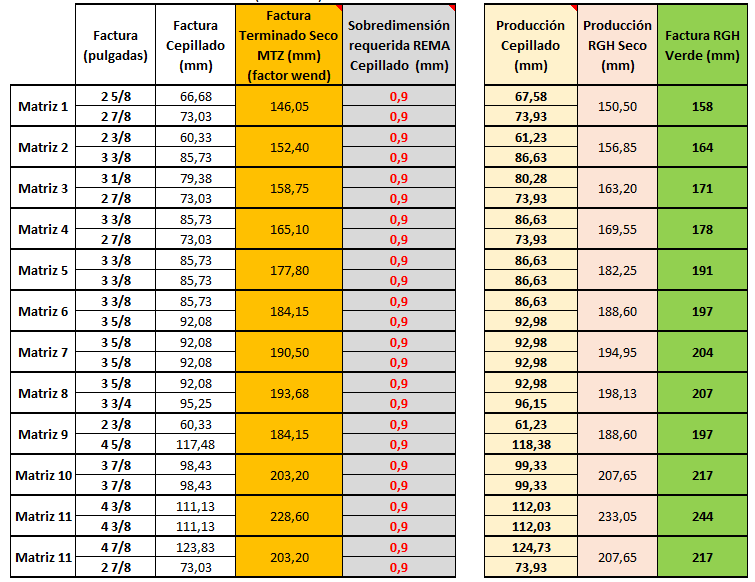 Factura (pulgadas) | Factura Cepillado (mm) | Factura Terminado Seco MTZ (mm) (factor wend) | Sobredimensión requerida REMA Cepillado (mm) | Producción Cepillado (mm) | Producción RGH Seco (mm) | Factura RGH Verde (mm)
Matriz 1 | 2 5/8 | 66,68 | 146,05 | 0,9 | 67,58 | 150,50 | 158
2 7/8 | 73,03 | 0,9 | 73,93
Matriz 2 | 2 3/8 | 60,33 | 152,40 | 0,9 | 61,23 | 156,85 | 164
3 3/8 | 85,73 | 0,9 | 86,63
Matriz 3 | 3 1/8 | 79,38 | 158,75 | 0,9 | 80,28 | 163,20 | 171
2 7/8 | 73,03 | 0,9 | 73,93
Matriz 4 | 3 3/8 | 85,73 | 165,10 | 0,9 | 86,63 | 169,55 | 178
2 7/8 | 73,03 | 0,9 | 73,93
Matriz 5 | 3 3/8 | 85,73 | 177,80 | 0,9 | 86,63 | 182,25 | 191
3 3/8 | 85,73 | 0,9 | 86,63
Matriz 6 | 3 3/8 | 85,73 | 184,15 | 0,9 | 86,63 | 188,60 | 197
3 5/8 | 92,08 | 0,9 | 92,98
Matriz 7 | 3 5/8 | 92,08 | 190,50 | 0,9 | 92,98 | 194,95 | 204
3 5/8 | 92,08 | 0,9 | 92,98
Matriz 8 | 3 5/8 | 92,08 | 193,68 | 0,9 | 92,98 | 198,13 | 207
3 3/4 | 95,25 | 0,9 | 96,15
Matriz 9 | 2 3/8 | 60,33 | 184,15 | 0,9 | 61,23 | 188,60 | 197
4 5/8 | 117,48 | 0,9 | 118,38
Matriz 10 | 3 7/8 | 98,43 | 203,20 | 0,9 | 99,33 | 207,65 | 217
3 7/8 | 98,43 | 0,9 | 99,33
Matriz 11 | 4 3/8 | 111,13 | 228,60 | 0,9 | 112,03 | 233,05 | 244
4 3/8 | 111,13 | 0,9 | 112,03
Matriz 11 | 4 7/8 | 123,83 | 203,20 | 0,9 | 124,73 | 207,65 | 217
2 7/8 | 73,03 | 0,9 | 73,93